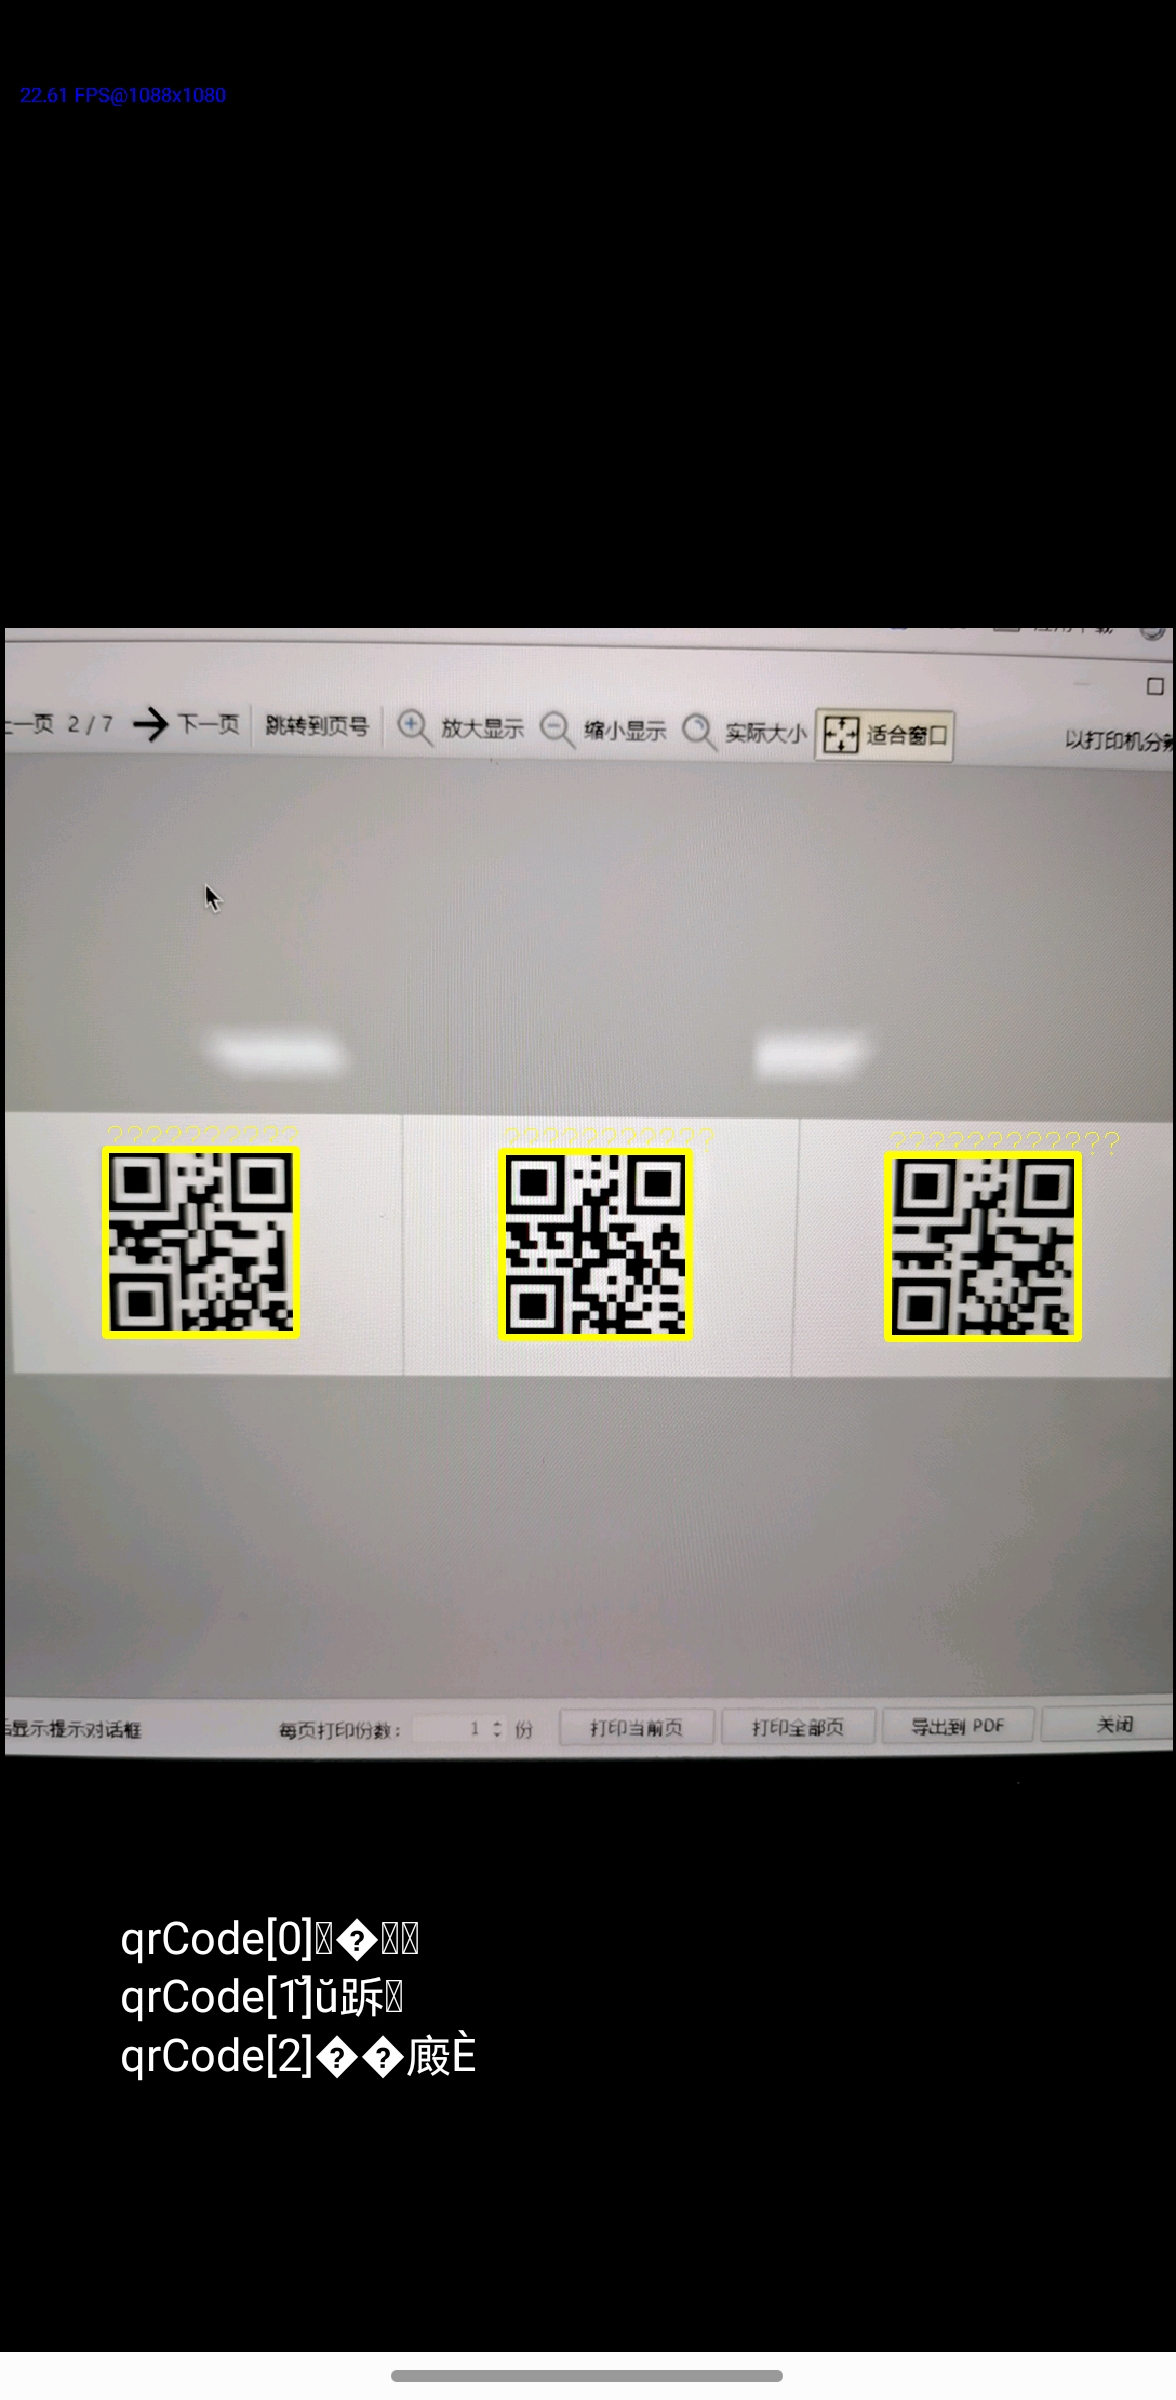 22.61 FPS@1088x1080
一页 2 / 7 下一页 跳转到页号 放大显示 缩小显示 实际大小 适合窗口 以打印机分
??????????
???????????
????????????
显示提示对话框 每页打印份数： 1 份 打印当前页 打印全部页 导出到 PDF 关闭
qrCode[0]�
qrCode[1]ŭ跅
qrCode[2]��廄È